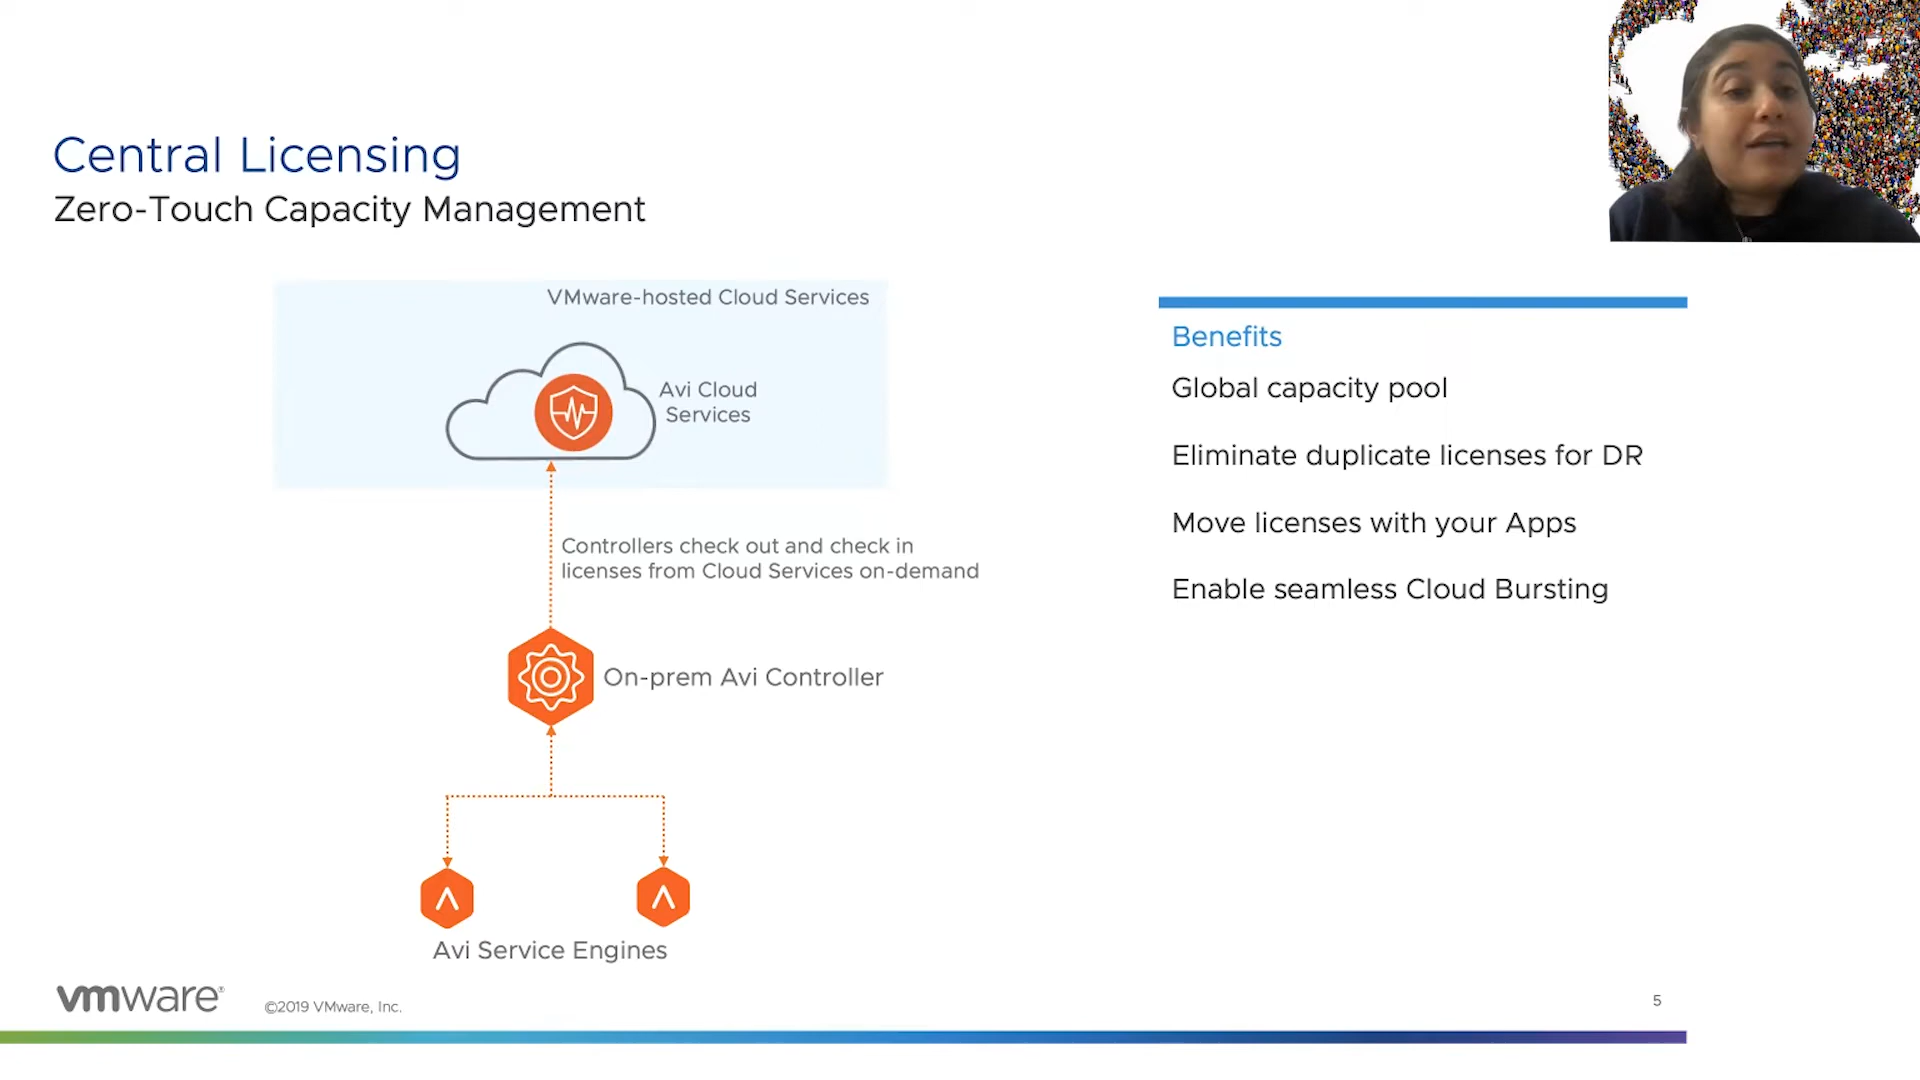 Central Licensing
Zero-Touch Capacity Management
VMware-hosted Cloud Services
Avi Cloud
Services
Controllers check out and check in
licenses from Cloud Services on-demand
On-prem Avi Controller
Avi Service Engines
Benefits
Global capacity pool
Eliminate duplicate licenses for DR
Move licenses with your Apps
Enable seamless Cloud Bursting
vmware®
©2019 VMware, Inc.
5